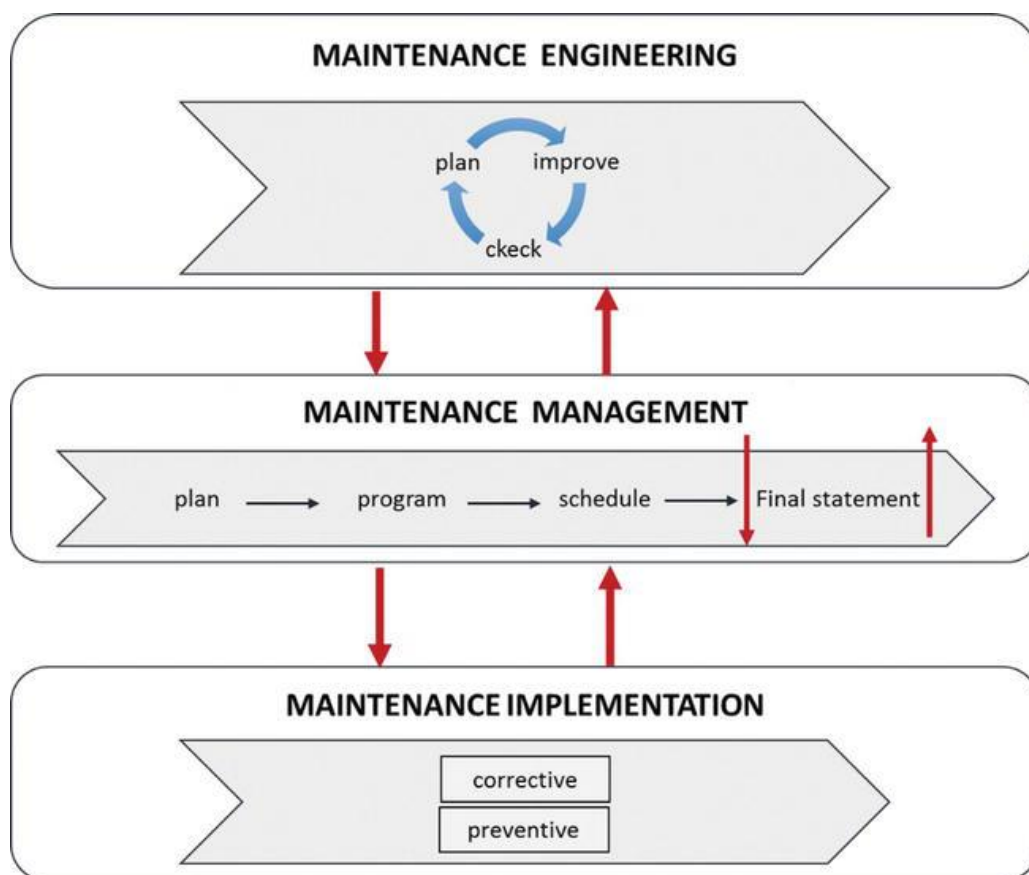 MAINTENANCE ENGINEERING
plan improve
ckeck
MAINTENANCE MANAGEMENT
plan program schedule Final statement
MAINTENANCE IMPLEMENTATION
corrective
preventive